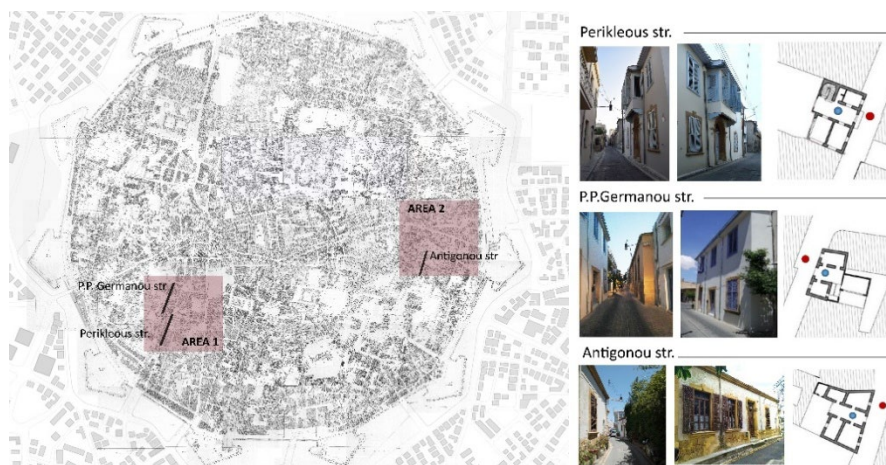 AREA 2
Antigonou str
P.P. Germanou str
Perikleous str.
AREA 1
Perikleous str.
P.P.Germanou str.
Antigonou str.